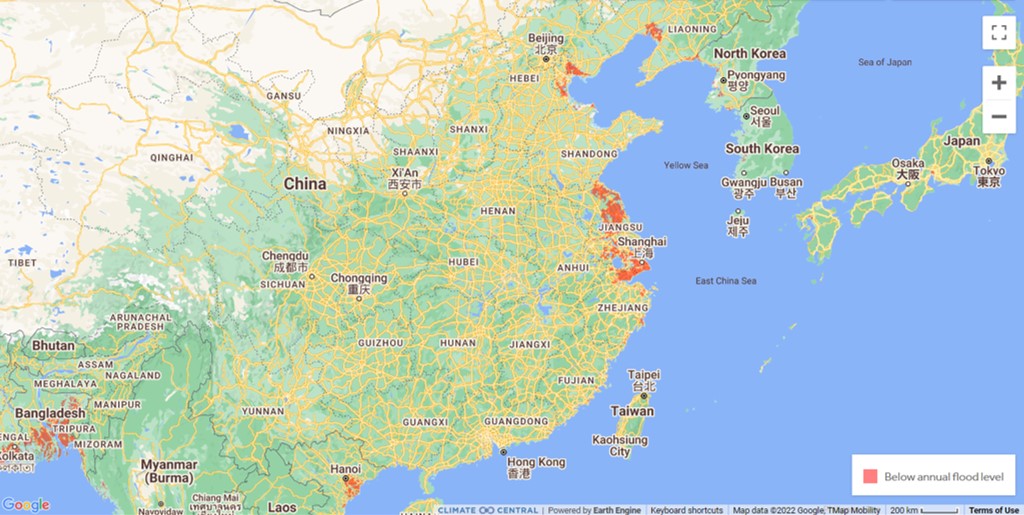 LIAONING
Beijing
北京
North Korea
Sea of Japan
HEBEI
Pyongyang
평양
GANSU
Seoul
서울
NINGXIA
SHANXI
Japan
SHAANXI
SHANDONG
South Korea
QINGHAI
Yellow Sea
Osaka
大阪
Tokyo
東京
Xi'An
西安市
China
Gwangju
광주
Busan
부산
HENAN
Jeju
제주
JIANGSU
Shanghai
上海
TIBET
Chengdu
成都市
HUBEI
ANHUI
SICHUAN
Chongqing
重庆
East China Sea
ZHEJIANG
ARUNACHAL
PRADESH
Bhutan
GUIZHOU
HUNAN
JIANGXI
ASSAM
NAGALAND
MEGHALAYA
Taipei
台北
FUJIAN
MANIPUR
Bangladesh
YUNNAN
Taiwan
TRIPURA
GUANGXI
GUANGDONG
ENGAL
MIZORAM
Kaohsiung
City
Kolkata
Hanoi
Hong Kong
香港
Myanmar
(Burma)
Below annual flood level
Chiang Mai
Laos
Google
CLIMATE CENTRAL | Powered by Earth Engine | Keyboard shortcuts | Map data ©2022 Google, TMap Mobility | 200 km | Terms of Use